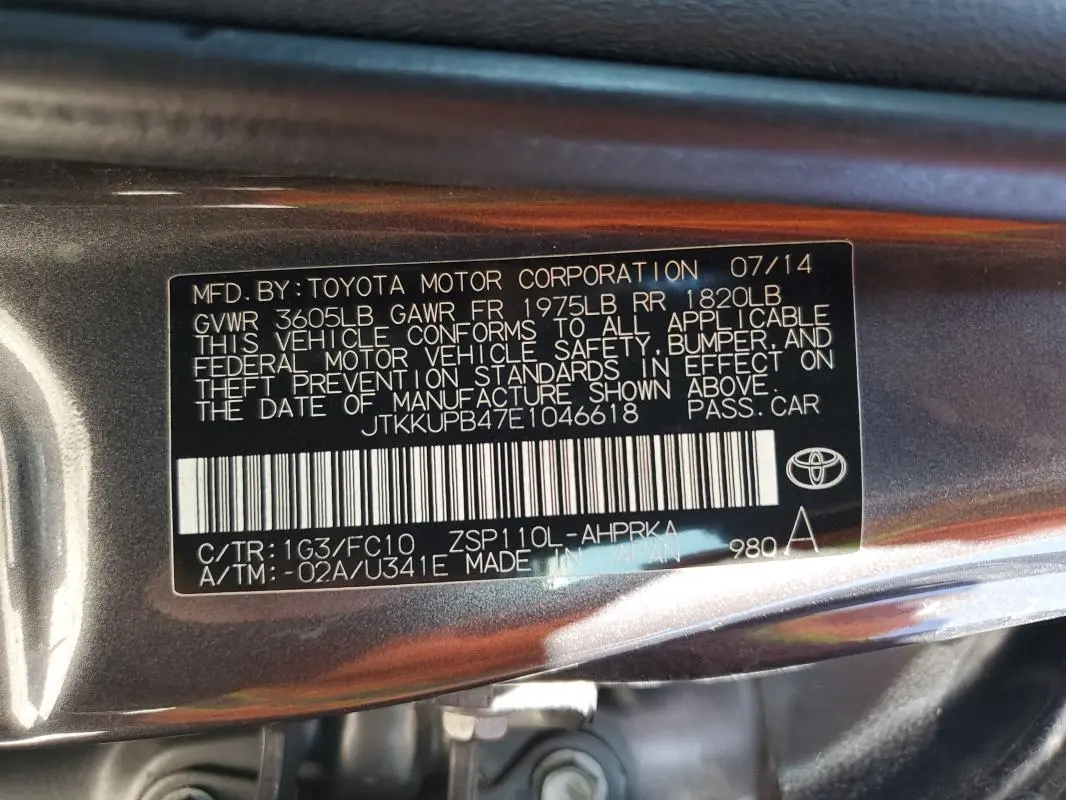 MFD.BY:TOYOTA MOTOR CORPORATION 07/14
GVWR 3605LB GAWR FR 1975LB RR 1820LB
THIS VEHICLE CONFORMS TO ALL APPLICABLE
FEDERAL MOTOR VEHICLE SAFETY,BUMPER,AND
THEFT PREVENTION STANDARDS IN EFFECT ON
THE DATE OF MANUFACTURE SHOWN ABOVE.
JTKKUPB47E1046618 PASS.CAR
C/TR:1G3/FC10 ZSP110L-AHPRKA
A/TM:-02A/U341E MADE IN 980 A